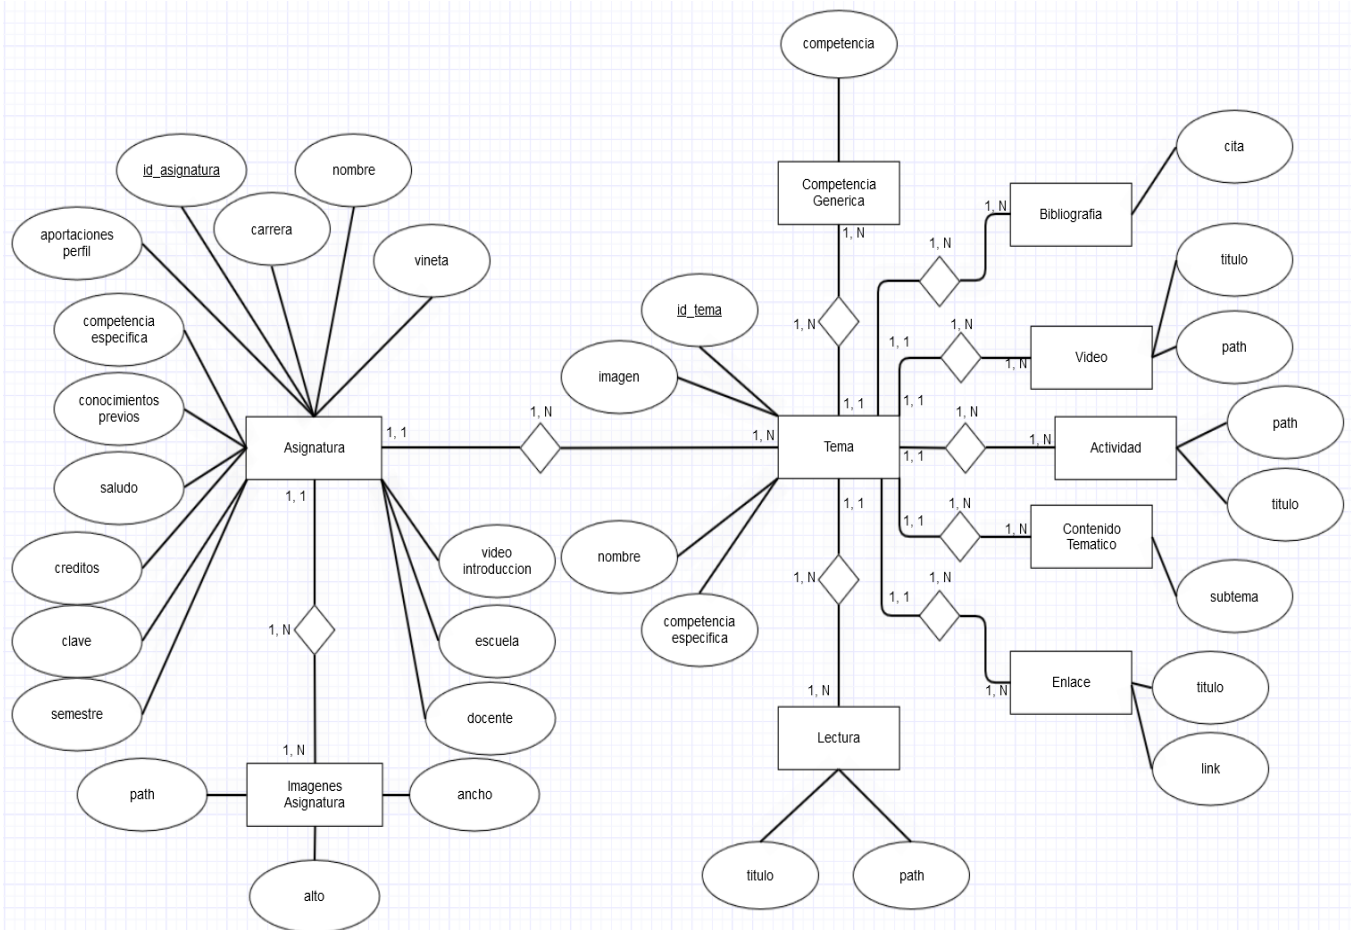 competencia
cita
id_asignatura
nombre
Competencia
Generica
1, N
Bibliografia
carrera
aportaciones
perfil
1, N
1, N
vineta
titulo
id_tema
competencia
especifica
1, N
1, N
1, 1
Video
path
1, N
imagen
conocimientos
previos
1, N
1, 1
1, 1
1, N
path
Asignatura
1, 1
1, N
Tema
1, N
Actividad
1, 1
saludo
1, 1
1, 1
1, 1
1, N
1, N
Contenido
Tematico
titulo
video
introduccion
nombre
creditos
1, N
1, N
1, 1
subtema
competencia
especifica
1, N
clave
escuela
Enlace
titulo
1, N
1, N
semestre
docente
Lectura
1, N
link
path
Imagenes
Asignatura
ancho
titulo
path
alto